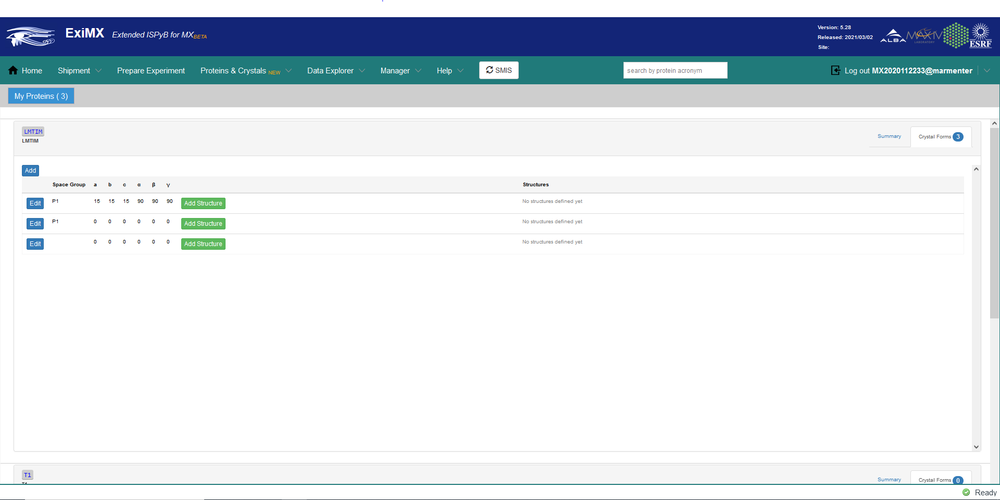 ExiMX Extended ISPyB for MX BETA
Version: 5.28
Released: 2021/03/02
Site:
ALBA MAXIV LABORATORY ESRF
Home Shipment Prepare Experiment Proteins & Crystals NEW Data Explorer Manager Help SMIS search by protein acronym Log out MX2020112233@marmenter
My Proteins ( 3)
LMTIM
LMTIM
Summary Crystal Forms 3
Add
Space Group a b c α β γ Structures
Edit P1 15 15 15 90 90 90 Add Structure No structures defined yet
Edit P1 0 0 0 0 0 0 Add Structure No structures defined yet
Edit 0 0 0 0 0 0 Add Structure No structures defined yet
T1
T1
Summary Crystal Forms 0
Ready